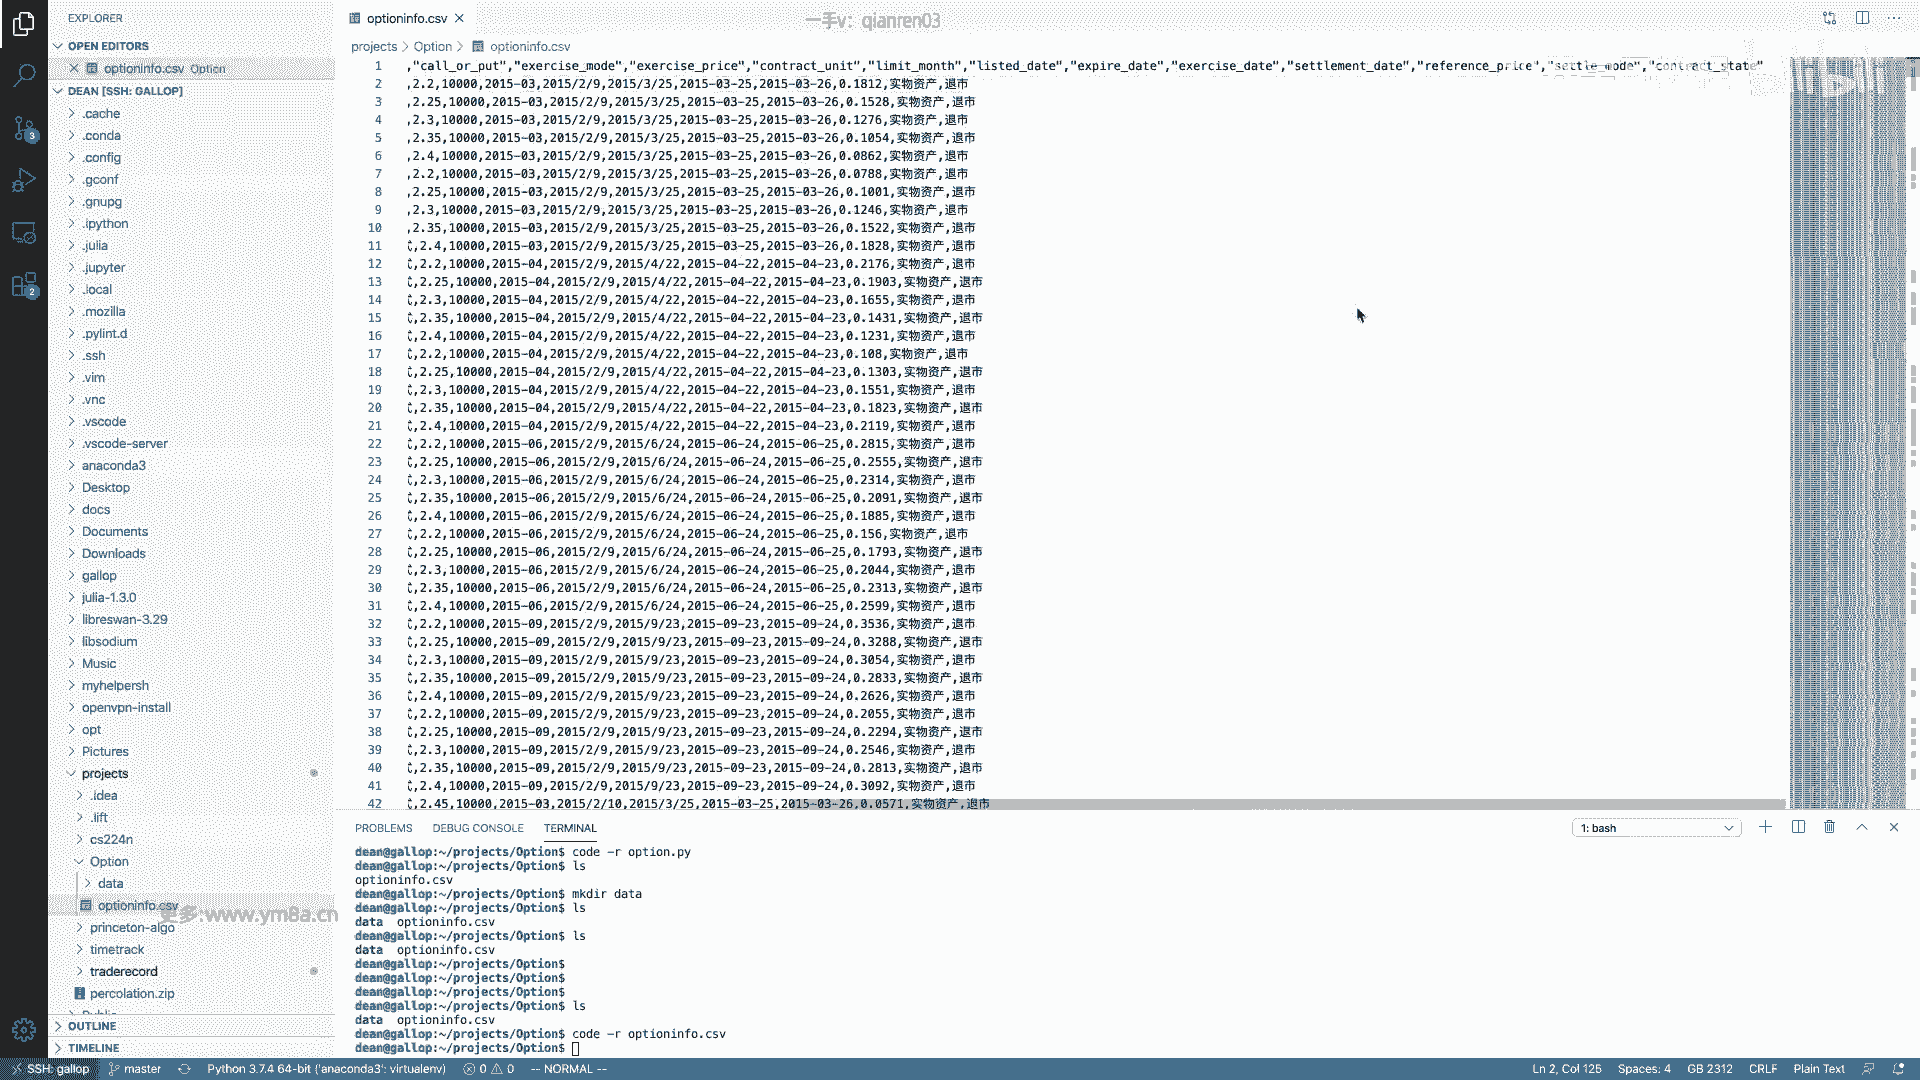 EXPLORER
OPEN EDITORS
optioninfo.csv Option
DEAN [SSH: GALLOP]
.cache
.conda
.config
.gconf
.gnupg
.ipython
.julia
.jupyter
.local
.mozilla
.pylint.d
.ssh
.vim
.vnc
.vscode
.vscode-server
anaconda3
Desktop
docs
Documents
Downloads
gallop
julia-1.3.0
libreswan-3.29
libsodium
Music
myhelpersh
openvpn-install
opt
Pictures
projects
.idea
.lift
cs224n
Option
data
optioninfo.csv
princeton-algo
timetrack
traderecord
percolation.zip
OUTLINE
TIMELINE
3
2
更多:www.ym8a.cn
optioninfo.csv
一手v: qianren03
projects > Option > optioninfo.csv
1 ,"call_or_put","exercise_mode","exercise_price","contract_unit","limit_month","listed_date","expire_date","exercise_date","settlement_date","reference_price","settle_mode","contract_state"
2 ,2.2,10000,2015-03,2015/2/9,2015/3/25,2015-03-25,2015-03-26,0.1812,实物资产,退市
3 ,2.25,10000,2015-03,2015/2/9,2015/3/25,2015-03-25,2015-03-26,0.1528,实物资产,退市
4 ,2.3,10000,2015-03,2015/2/9,2015/3/25,2015-03-25,2015-03-26,0.1276,实物资产,退市
5 ,2.35,10000,2015-03,2015/2/9,2015/3/25,2015-03-25,2015-03-26,0.1054,实物资产,退市
6 ,2.4,10000,2015-03,2015/2/9,2015/3/25,2015-03-25,2015-03-26,0.0862,实物资产,退市
7 ,2.2,10000,2015-03,2015/2/9,2015/3/25,2015-03-25,2015-03-26,0.0788,实物资产,退市
8 ,2.25,10000,2015-03,2015/2/9,2015/3/25,2015-03-25,2015-03-26,0.1001,实物资产,退市
9 ,2.3,10000,2015-03,2015/2/9,2015/3/25,2015-03-25,2015-03-26,0.1246,实物资产,退市
10 ,2.35,10000,2015-03,2015/2/9,2015/3/25,2015-03-25,2015-03-26,0.1522,实物资产,退市
11 ,2.4,10000,2015-03,2015/2/9,2015/3/25,2015-03-25,2015-03-26,0.1828,实物资产,退市
12 ,2.2,10000,2015-04,2015/2/9,2015/4/22,2015-04-22,2015-04-23,0.2176,实物资产,退市
13 ,2.25,10000,2015-04,2015/2/9,2015/4/22,2015-04-22,2015-04-23,0.1903,实物资产,退市
14 ,2.3,10000,2015-04,2015/2/9,2015/4/22,2015-04-22,2015-04-23,0.1655,实物资产,退市
15 ,2.35,10000,2015-04,2015/2/9,2015/4/22,2015-04-22,2015-04-23,0.1431,实物资产,退市
16 ,2.4,10000,2015-04,2015/2/9,2015/4/22,2015-04-22,2015-04-23,0.1231,实物资产,退市
17 ,2.2,10000,2015-04,2015/2/9,2015/4/22,2015-04-22,2015-04-23,0.108,实物资产,退市
18 ,2.25,10000,2015-04,2015/2/9,2015/4/22,2015-04-22,2015-04-23,0.1303,实物资产,退市
19 ,2.3,10000,2015-04,2015/2/9,2015/4/22,2015-04-22,2015-04-23,0.1551,实物资产,退市
20 ,2.35,10000,2015-04,2015/2/9,2015/4/22,2015-04-22,2015-04-23,0.1823,实物资产,退市
21 ,2.4,10000,2015-04,2015/2/9,2015/4/22,2015-04-22,2015-04-23,0.2119,实物资产,退市
22 ,2.2,10000,2015-06,2015/2/9,2015/6/24,2015-06-24,2015-06-25,0.2815,实物资产,退市
23 ,2.25,10000,2015-06,2015/2/9,2015/6/24,2015-06-24,2015-06-25,0.2555,实物资产,退市
24 ,2.3,10000,2015-06,2015/2/9,2015/6/24,2015-06-24,2015-06-25,0.2314,实物资产,退市
25 ,2.35,10000,2015-06,2015/2/9,2015/6/24,2015-06-24,2015-06-25,0.2091,实物资产,退市
26 ,2.4,10000,2015-06,2015/2/9,2015/6/24,2015-06-24,2015-06-25,0.1885,实物资产,退市
27 ,2.2,10000,2015-06,2015/2/9,2015/6/24,2015-06-24,2015-06-25,0.156,实物资产,退市
28 ,2.25,10000,2015-06,2015/2/9,2015/6/24,2015-06-24,2015-06-25,0.1793,实物资产,退市
29 ,2.3,10000,2015-06,2015/2/9,2015/6/24,2015-06-24,2015-06-25,0.2044,实物资产,退市
30 ,2.35,10000,2015-06,2015/2/9,2015/6/24,2015-06-24,2015-06-25,0.2313,实物资产,退市
31 ,2.4,10000,2015-06,2015/2/9,2015/6/24,2015-06-24,2015-06-25,0.2599,实物资产,退市
32 ,2.2,10000,2015-09,2015/2/9,2015/9/23,2015-09-23,2015-09-24,0.3536,实物资产,退市
33 ,2.25,10000,2015-09,2015/2/9,2015/9/23,2015-09-23,2015-09-24,0.3288,实物资产,退市
34 ,2.3,10000,2015-09,2015/2/9,2015/9/23,2015-09-23,2015-09-24,0.3054,实物资产,退市
35 ,2.35,10000,2015-09,2015/2/9,2015/9/23,2015-09-23,2015-09-24,0.2833,实物资产,退市
36 ,2.4,10000,2015-09,2015/2/9,2015/9/23,2015-09-23,2015-09-24,0.2626,实物资产,退市
37 ,2.2,10000,2015-09,2015/2/9,2015/9/23,2015-09-23,2015-09-24,0.2055,实物资产,退市
38 ,2.25,10000,2015-09,2015/2/9,2015/9/23,2015-09-23,2015-09-24,0.2294,实物资产,退市
39 ,2.3,10000,2015-09,2015/2/9,2015/9/23,2015-09-23,2015-09-24,0.2546,实物资产,退市
40 ,2.35,10000,2015-09,2015/2/9,2015/9/23,2015-09-23,2015-09-24,0.2813,实物资产,退市
41 ,2.4,10000,2015-09,2015/2/9,2015/9/23,2015-09-23,2015-09-24,0.3092,实物资产,退市
42 ,2.45,10000,2015-03,2015/2/10,2015/3/25,2015-03-25,2015-03-26,0.0571,实物资产,退市
PROBLEMS DEBUG CONSOLE TERMINAL 1: bash
dean@gallop:~/projects/Option$ code -r option.py
dean@gallop:~/projects/Option$ ls
optioninfo.csv
dean@gallop:~/projects/Option$ mkdir data
dean@gallop:~/projects/Option$ ls
data optioninfo.csv
dean@gallop:~/projects/Option$ ls
data optioninfo.csv
dean@gallop:~/projects/Option$
dean@gallop:~/projects/Option$
dean@gallop:~/projects/Option$
dean@gallop:~/projects/Option$ ls
data optioninfo.csv
dean@gallop:~/projects/Option$ code -r optioninfo.csv
dean@gallop:~/projects/Option$
SSH: gallop master Python 3.7.4 64-bit ('anaconda3': virtualenv) 0 0 -- NORMAL -- Ln 2, Col 125 Spaces: 4 GB 2312 CRLF Plain Text